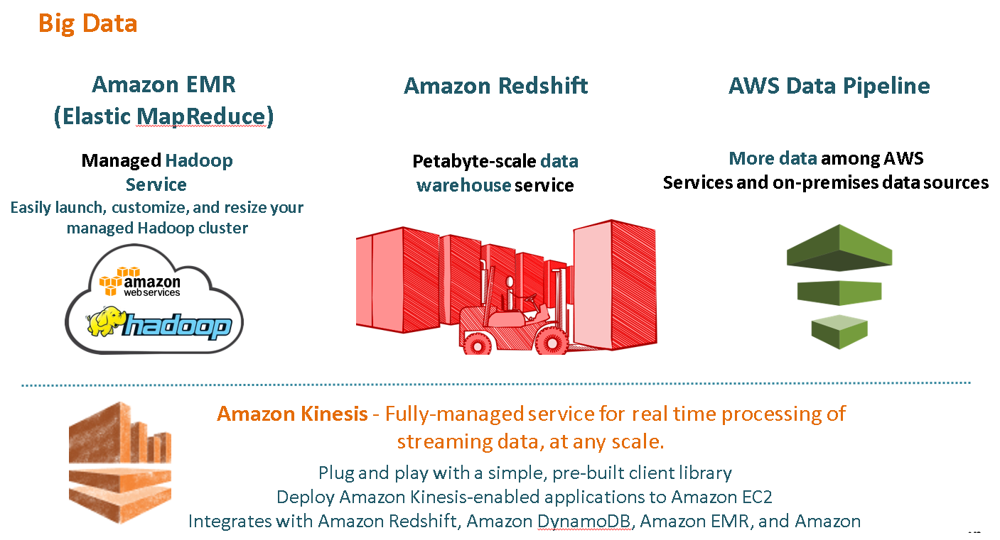 Big Data
Amazon EMR
(Elastic MapReduce)
Managed Hadoop
Service
Easily launch, customize, and resize your
managed Hadoop cluster
amazon
web services
hadoop
Amazon Redshift
Petabyte-scale data
warehouse service
AWS Data Pipeline
More data among AWS
Services and on-premises data sources
Amazon Kinesis - Fully-managed service for real time processing of
streaming data, at any scale.
Plug and play with a simple, pre-built client library
Deploy Amazon Kinesis-enabled applications to Amazon EC2
Integrates with Amazon Redshift, Amazon DynamoDB, Amazon EMR, and Amazon